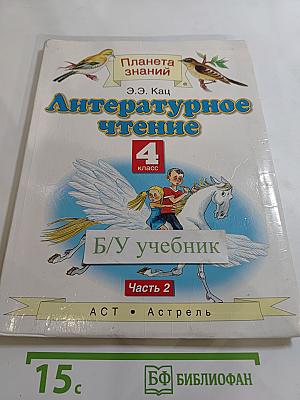 Планета
знаний
Э.Э. Кац
Литературное
чтение
4
класс
Б/У учебник
Часть 2
АСТ • Астрель
15с
БФ БИБЛИОФАН